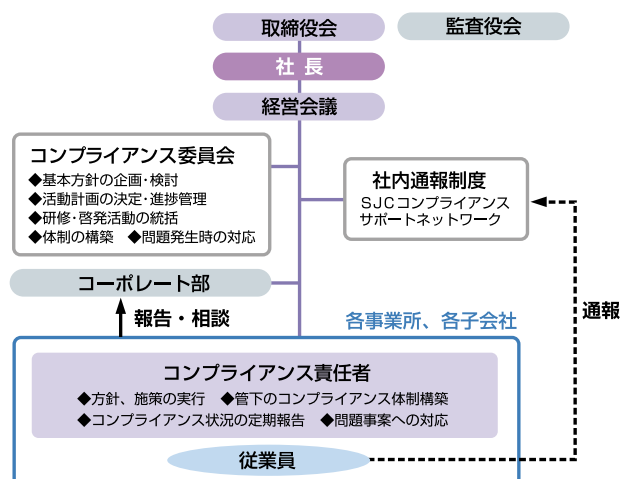 取締役会
監査役会
社長
経営会議
コンプライアンス委員会
◆基本方針の企画・検討
◆活動計画の決定・進捗管理
◆研修・啓発活動の統括
◆体制の構築 ◆問題発生時の対応
社内通報制度
SJCコンプライアンス
サポートネットワーク
コーポレート部
報告・相談
各事業所、各子会社
通報
コンプライアンス責任者
◆方針、施策の実行 ◆管下のコンプライアンス体制構築
◆コンプライアンス状況の定期報告 ◆問題事案への対応
従業員